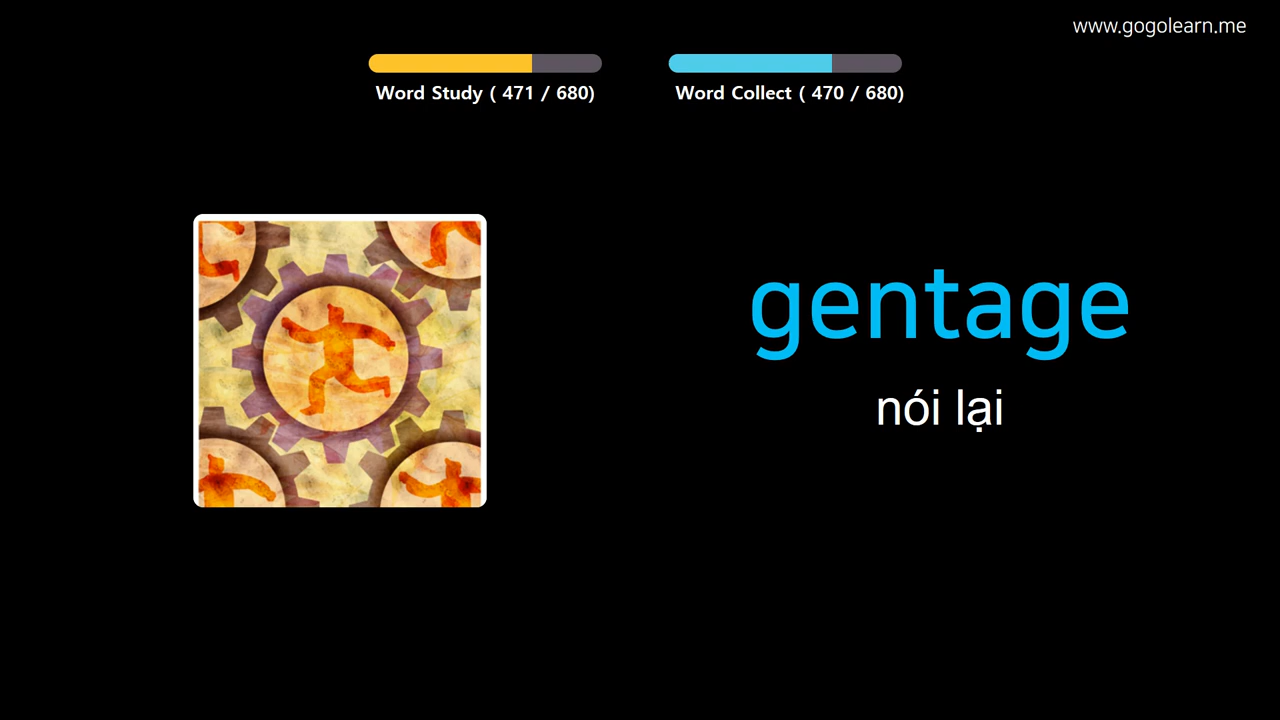 www.gogolearn.me
Word Study ( 471 / 680)
Word Collect ( 470 / 680)
gentage
nói lại